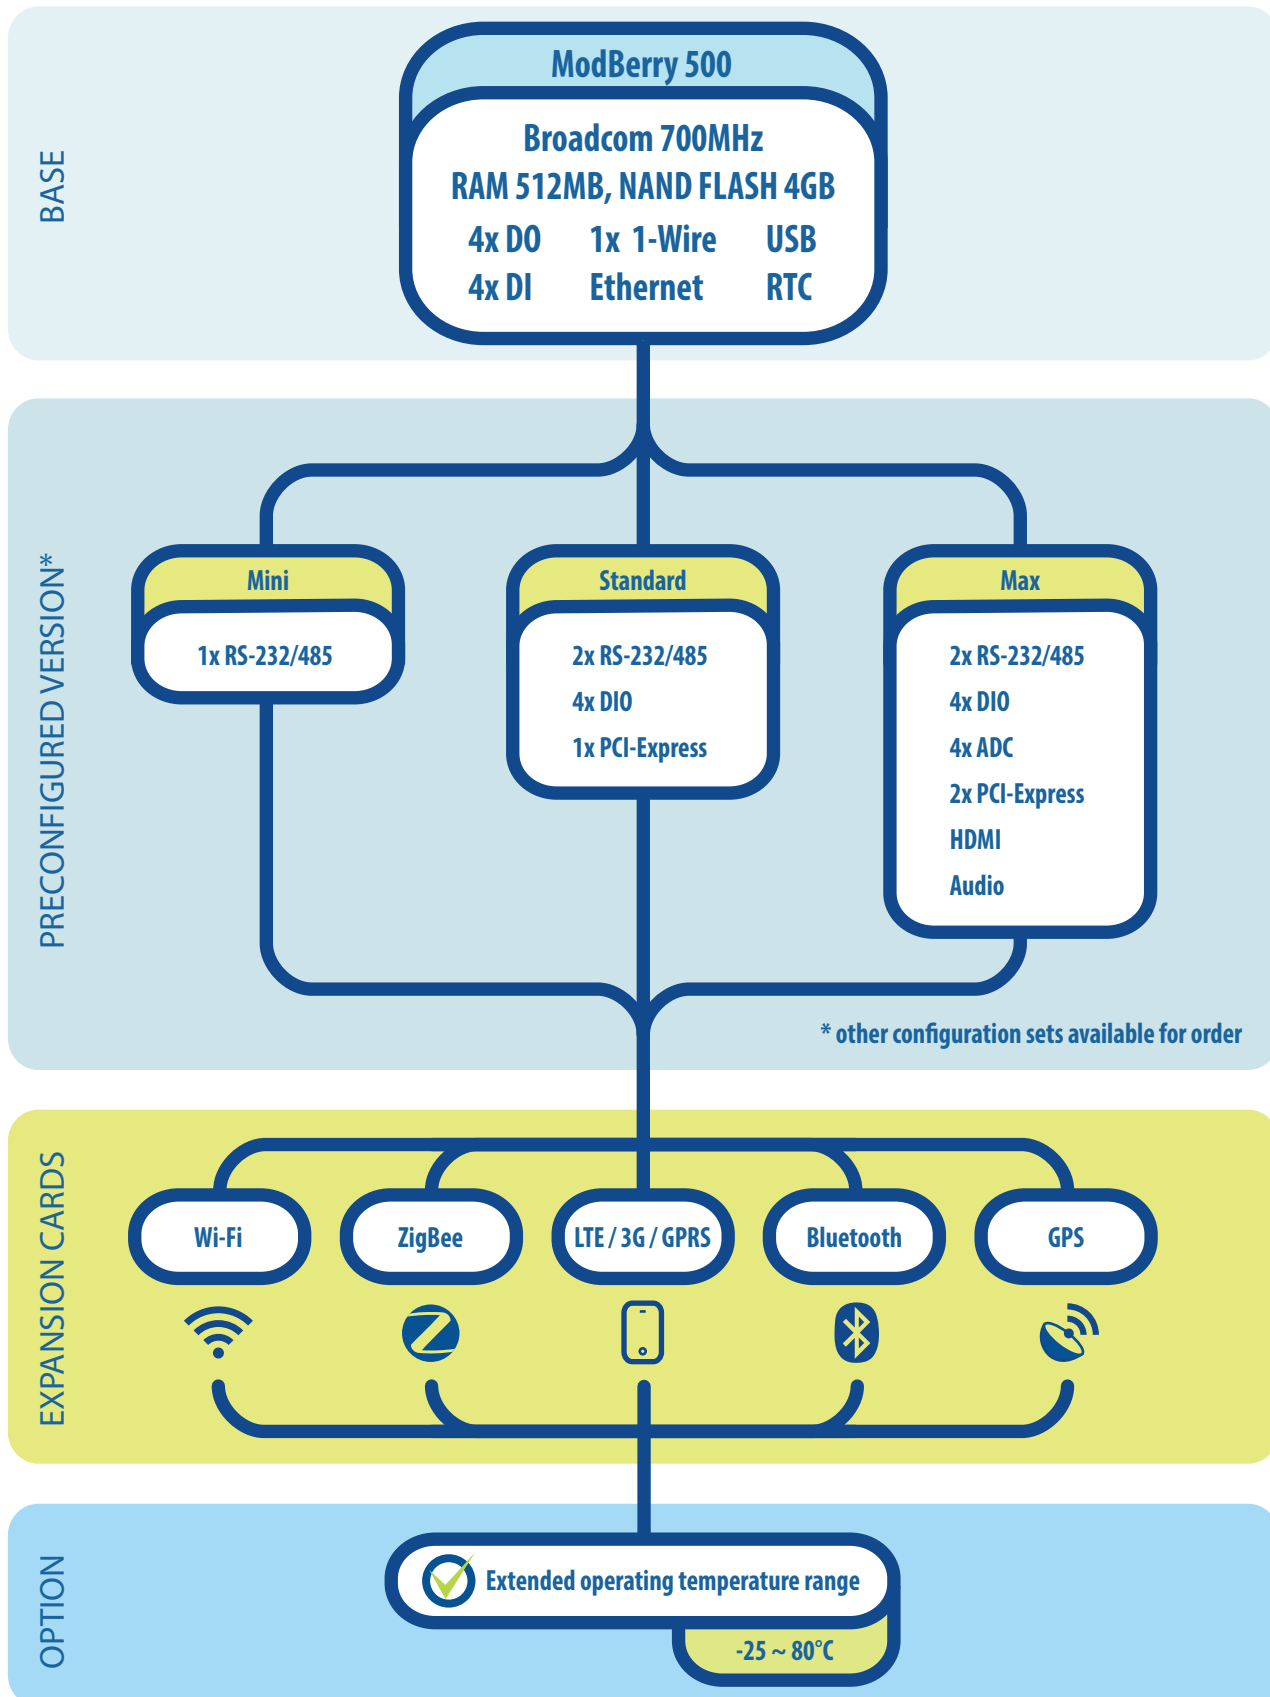 BASE
ModBerry 500
Broadcom 700MHz
RAM 512MB, NAND FLASH 4GB
4x DO 1x 1-Wire USB
4x DI Ethernet RTC
PRECONFIGURED VERSION*
Mini
1x RS-232/485
Standard
2x RS-232/485
4x DIO
1x PCI-Express
Max
2x RS-232/485
4x DIO
4x ADC
2x PCI-Express
HDMI
Audio
* other configuration sets available for order
EXPANSION CARDS
Wi-Fi
ZigBee
LTE / 3G / GPRS
Bluetooth
GPS
OPTION
Extended operating temperature range
-25 ~ 80°C